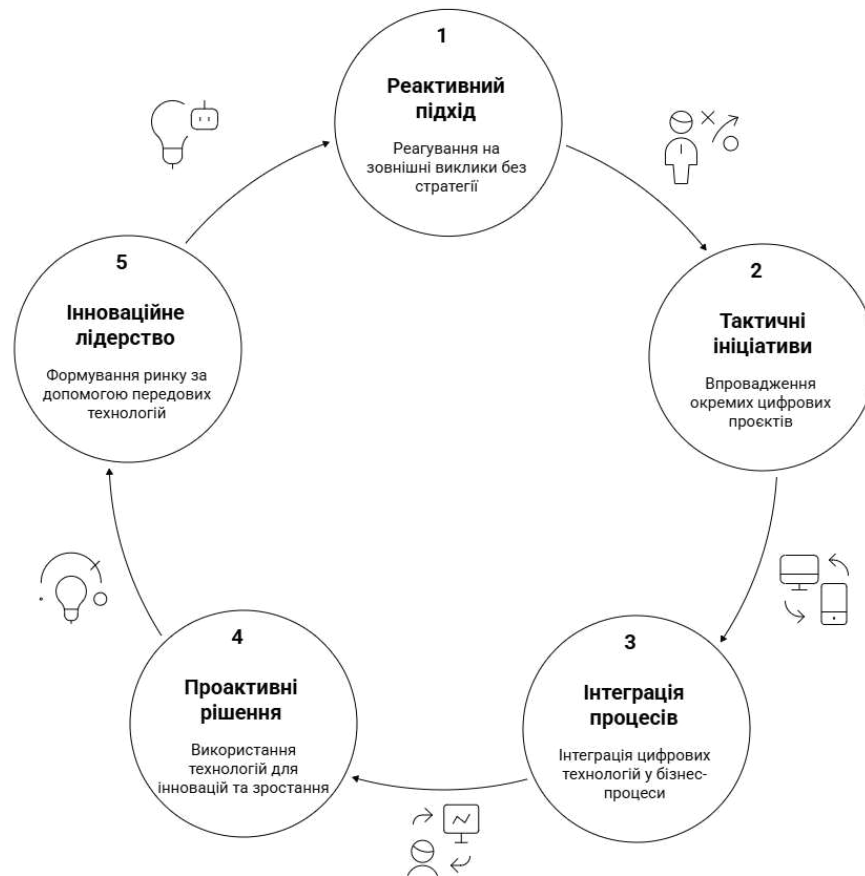 1
Реактивний
підхід
Реагування на
зовнішні виклики без
стратегії
2
Тактичні
ініціативи
Впровадження
окремих цифрових
проєктів
3
Інтеграція
процесів
Інтеграція цифрових
технологій у бізнес-
процеси
4
Проактивні
рішення
Використання
технологій для
інновацій та зростання
5
Інноваційне
лідерство
Формування ринку за
допомогою передових
технологій